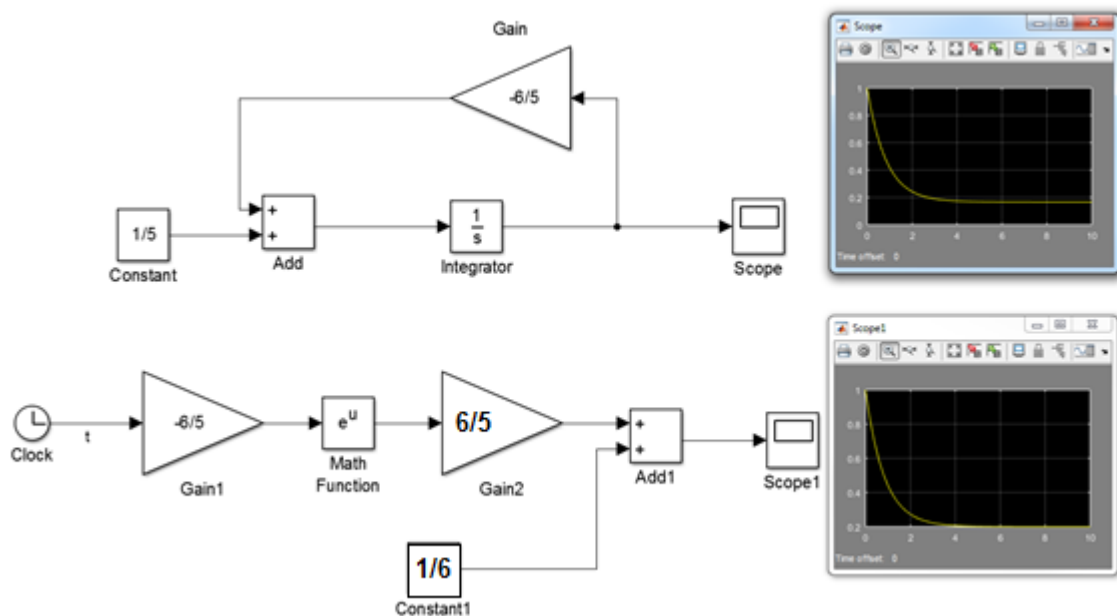 Gain
-6/5
1/5
Constant
+
+
Add
1
s
Integrator
Scope
Scope
1
0.8
0.6
0.4
0.2
0
0 2 4 6 8 10
Time offset: 0
Clock
t
-6/5
Gain1
e^u
Math
Function
6/5
Gain2
+
+
Add1
Scope1
1/6
Constant1
Scope1
1
0.8
0.6
0.4
0.2
0 2 4 6 8 10
Time offset: 0